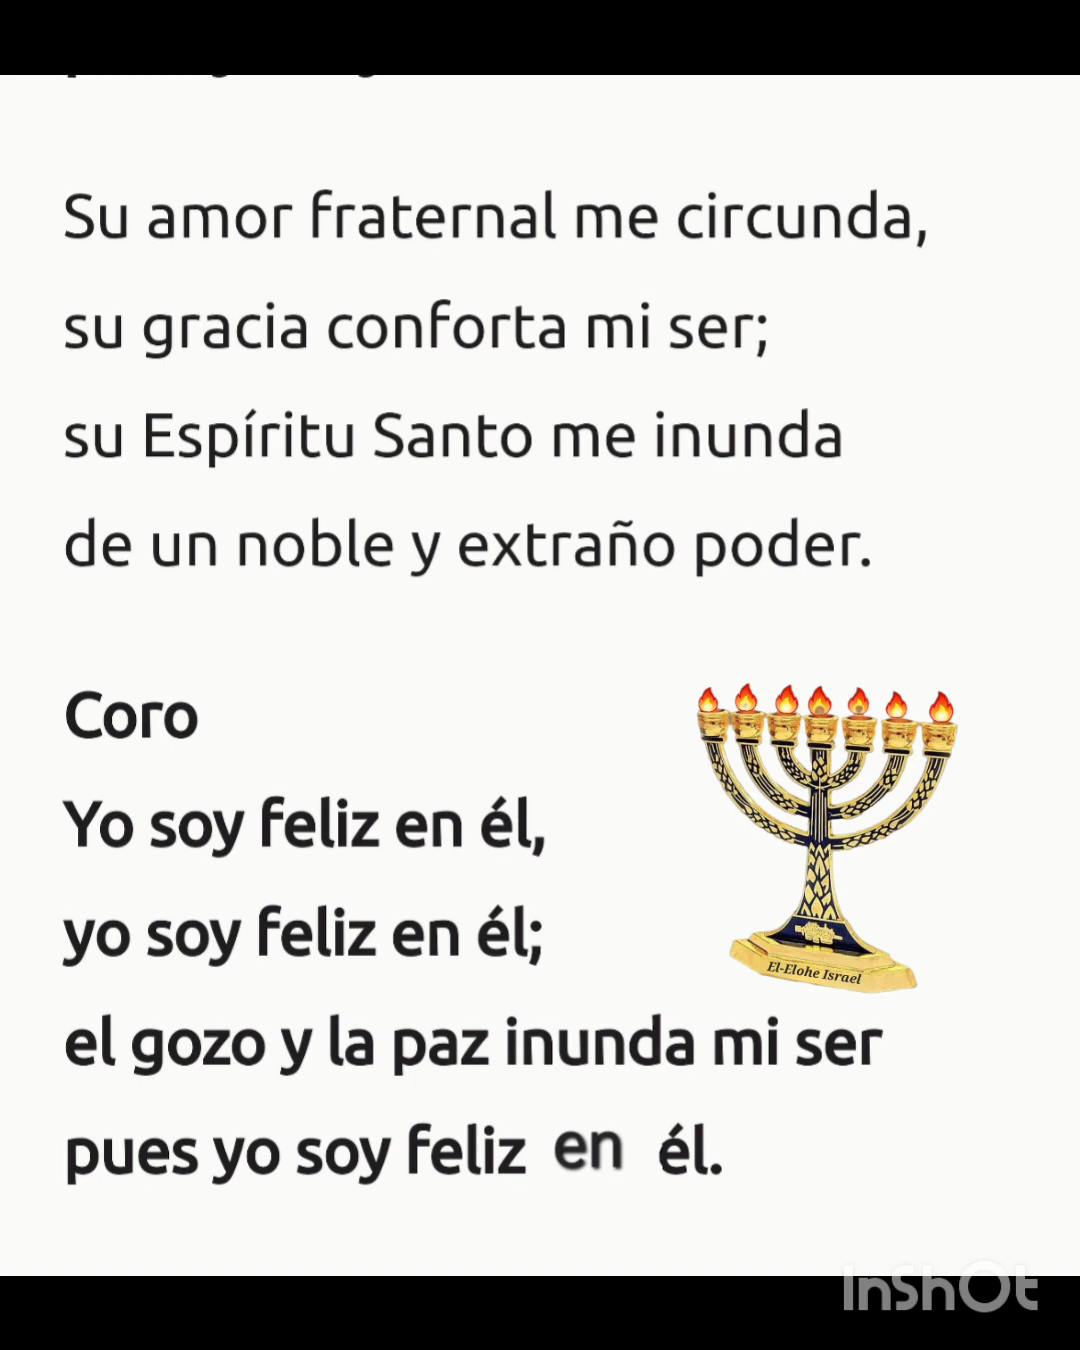 Su amor fraternal me circunda,
su gracia conforta mi ser;
su Espíritu Santo me inunda
de un noble y extraño poder.
Coro
Yo soy feliz en él,
yo soy feliz en él;
El-Elohe Israel
el gozo y la paz inunda mi ser
pues yo soy feliz en él.
InShOt